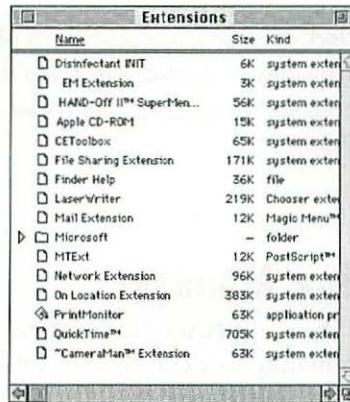 Extensions
Name Size Kind
Disinfectant INIT 6K system exten
EM Extension 3K system exten
HAND-Off II™ SuperMen... 56K system exten
Apple CD-ROM 15K system exten
CEToolbox 65K system exten
File Sharing Extension 171K system exten
Finder Help 36K file
LaserWriter 219K Chooser exte
Mail Extension 12K Magic Menu™
Microsoft – folder
MTExt 12K PostScript™
Network Extension 96K system exten
On Location Extension 383K system exten
PrintMonitor 63K application pr
QuickTime™ 705K system exten
~CameraMan™ Extension 63K system exten